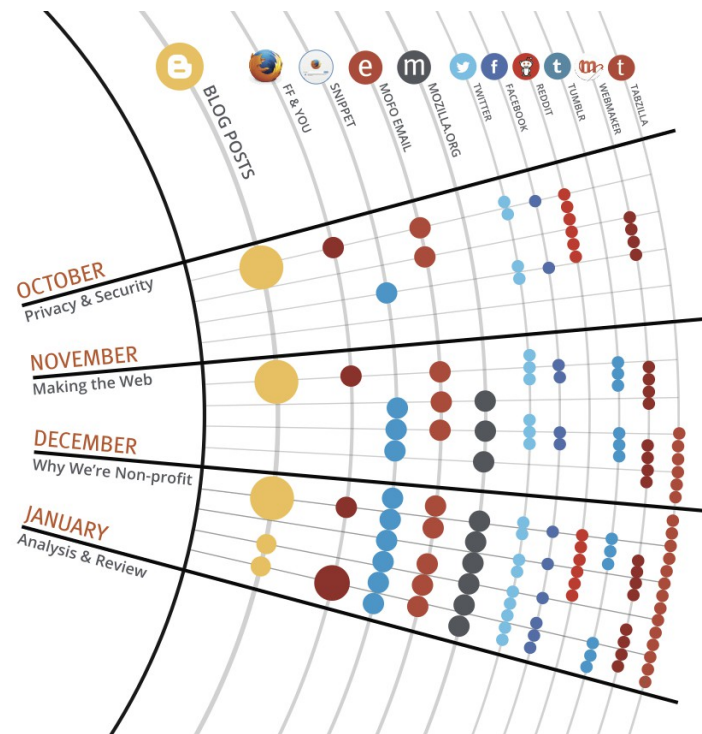 BLOG POSTS
FF & YOU
SNIPPET
e
MOFO EMAIL
m
MOZILLA.ORG
TWITTER
f
FACEBOOK
REDDIT
t
TUMBLR
m
WEBMAKER
t
TABZILLA
OCTOBER
Privacy & Security
NOVEMBER
Making the Web
DECEMBER
Why We're Non-profit
JANUARY
Analysis & Review